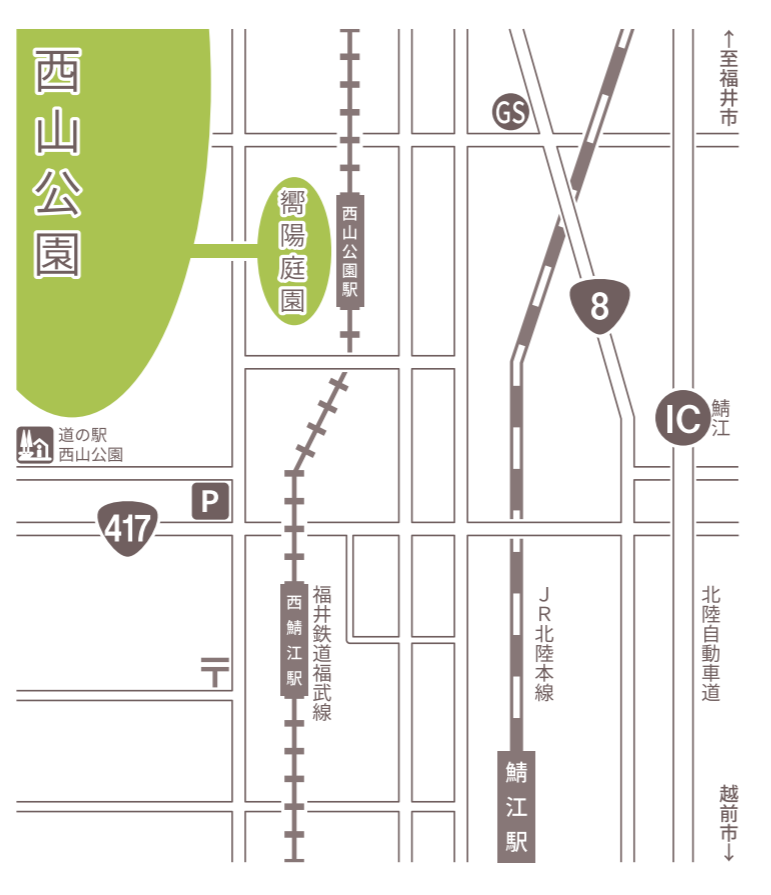 西山公園
嚮陽庭園
西山公園駅
GS
↑至福井市
8
IC
鯖江
道の駅
西山公園
P
417
西鯖江駅
福井鉄道福武線
JR北陸本線
北陸自動車道
〒
鯖江駅
越前市↓